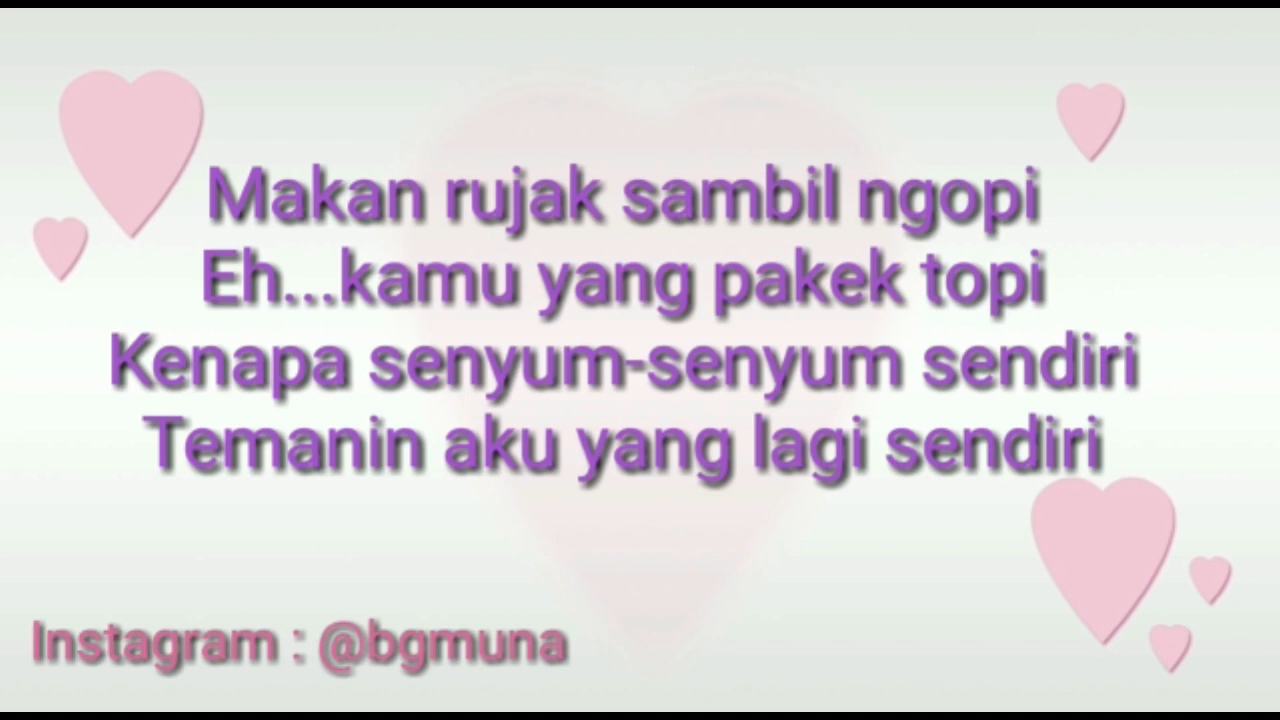 Makan rujak sambil ngopi
Eh...kamu yang pakek topi
Kenapa senyum-senyum sendiri
Temanin aku yang lagi sendiri
Instagram : @bgmuna